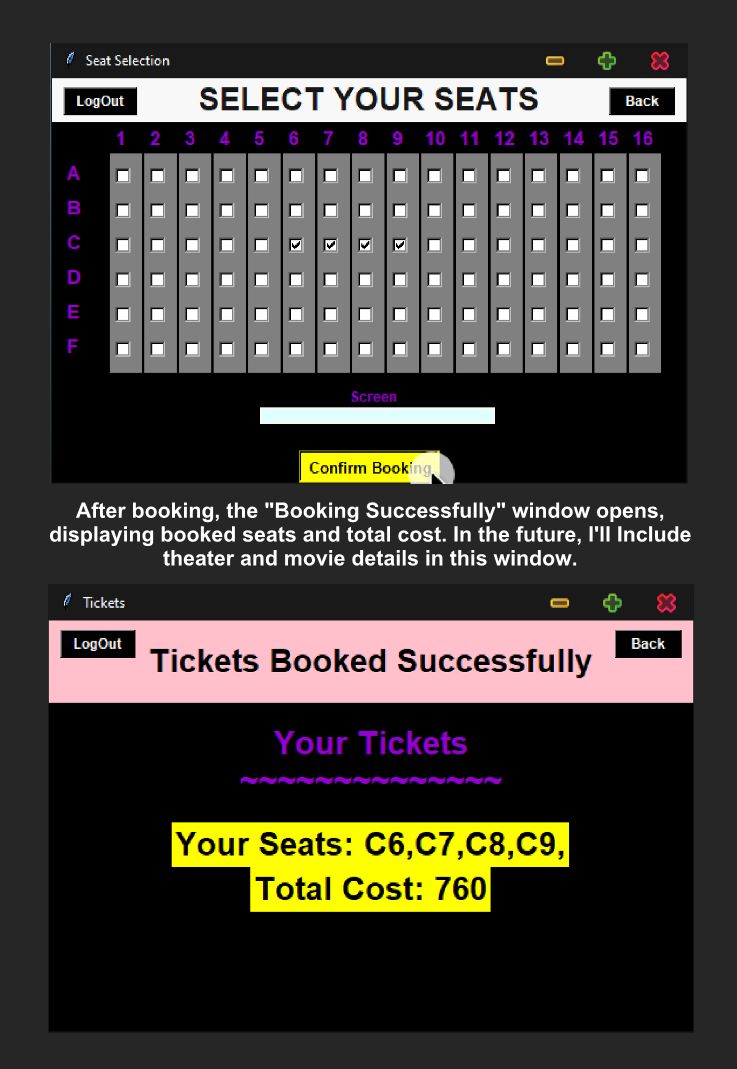 Seat Selection
LogOut SELECT YOUR SEATS Back
1 2 3 4 5 6 7 8 9 10 11 12 13 14 15 16
A
B
C
D
E
F
Screen
Confirm Booking
After booking, the "Booking Successfully" window opens,
displaying booked seats and total cost. In the future, I'll Include
theater and movie details in this window.
Tickets
LogOut Tickets Booked Successfully Back
Your Tickets
~~~~~~~~~~~~~~
Your Seats: C6,C7,C8,C9,
Total Cost: 760